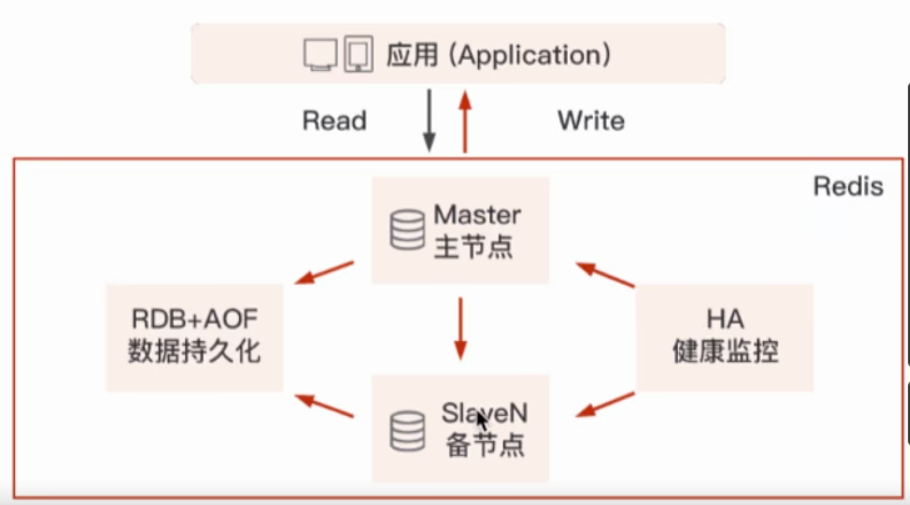 应用 (Application)
Read
Write
Redis
Master
主节点
RDB+AOF
数据持久化
HA
健康监控
SlaveN
备节点